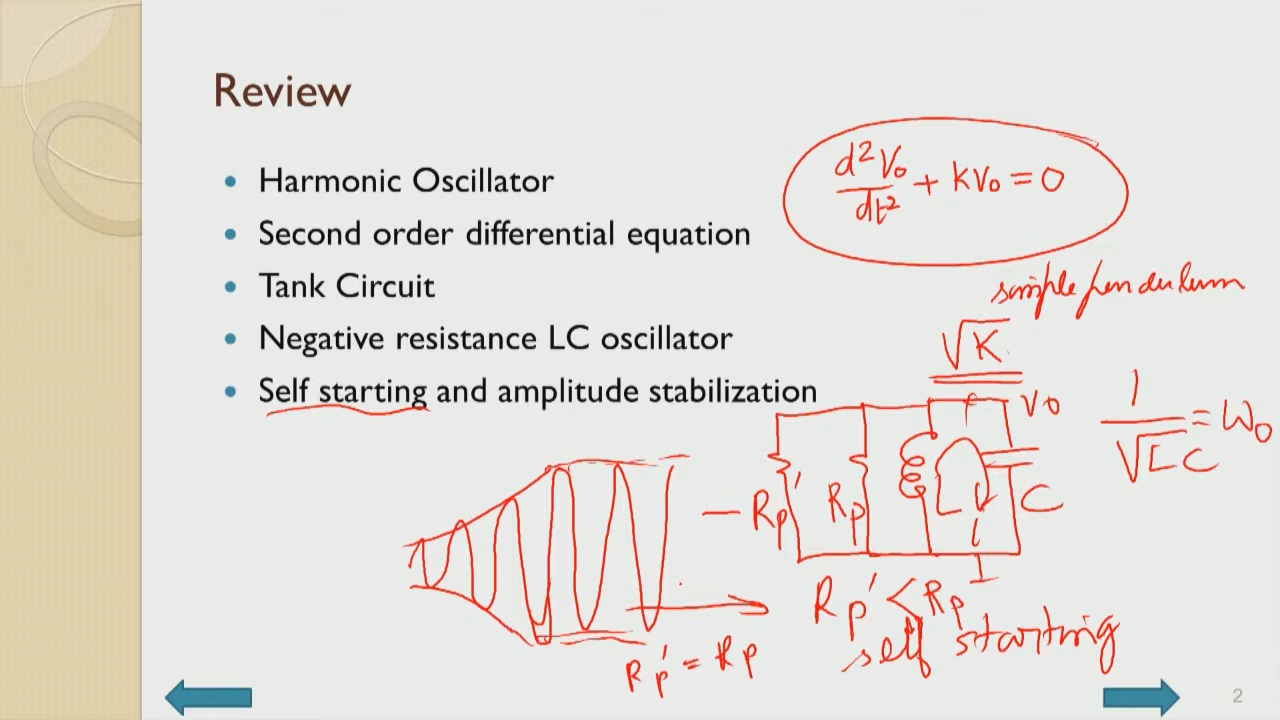 Review
Harmonic Oscillator
Second order differential equation
Tank Circuit
Negative resistance LC oscillator
Self starting and amplitude stabilization
d²V₀/dt² + KV₀ = 0
simple pendulum
√K
V₀
1/√LC = ω₀
-Rp'
Rp
L
C
Rp' < Rp
self starting
Rp' = Rp
2